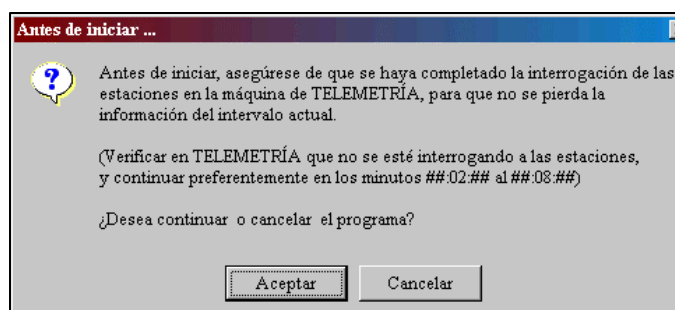 Antes de iniciar ...
Antes de iniciar, asegúrese de que se haya completado la interrogación de las
estaciones en la máquina de TELEMETRÍA, para que no se pierda la
información del intervalo actual.
(Verificar en TELEMETRÍA que no se esté interrogando a las estaciones,
y continuar preferentemente en los minutos ##:02:## al ##:08:##)
¿Desea continuar o cancelar el programa?
Aceptar
Cancelar